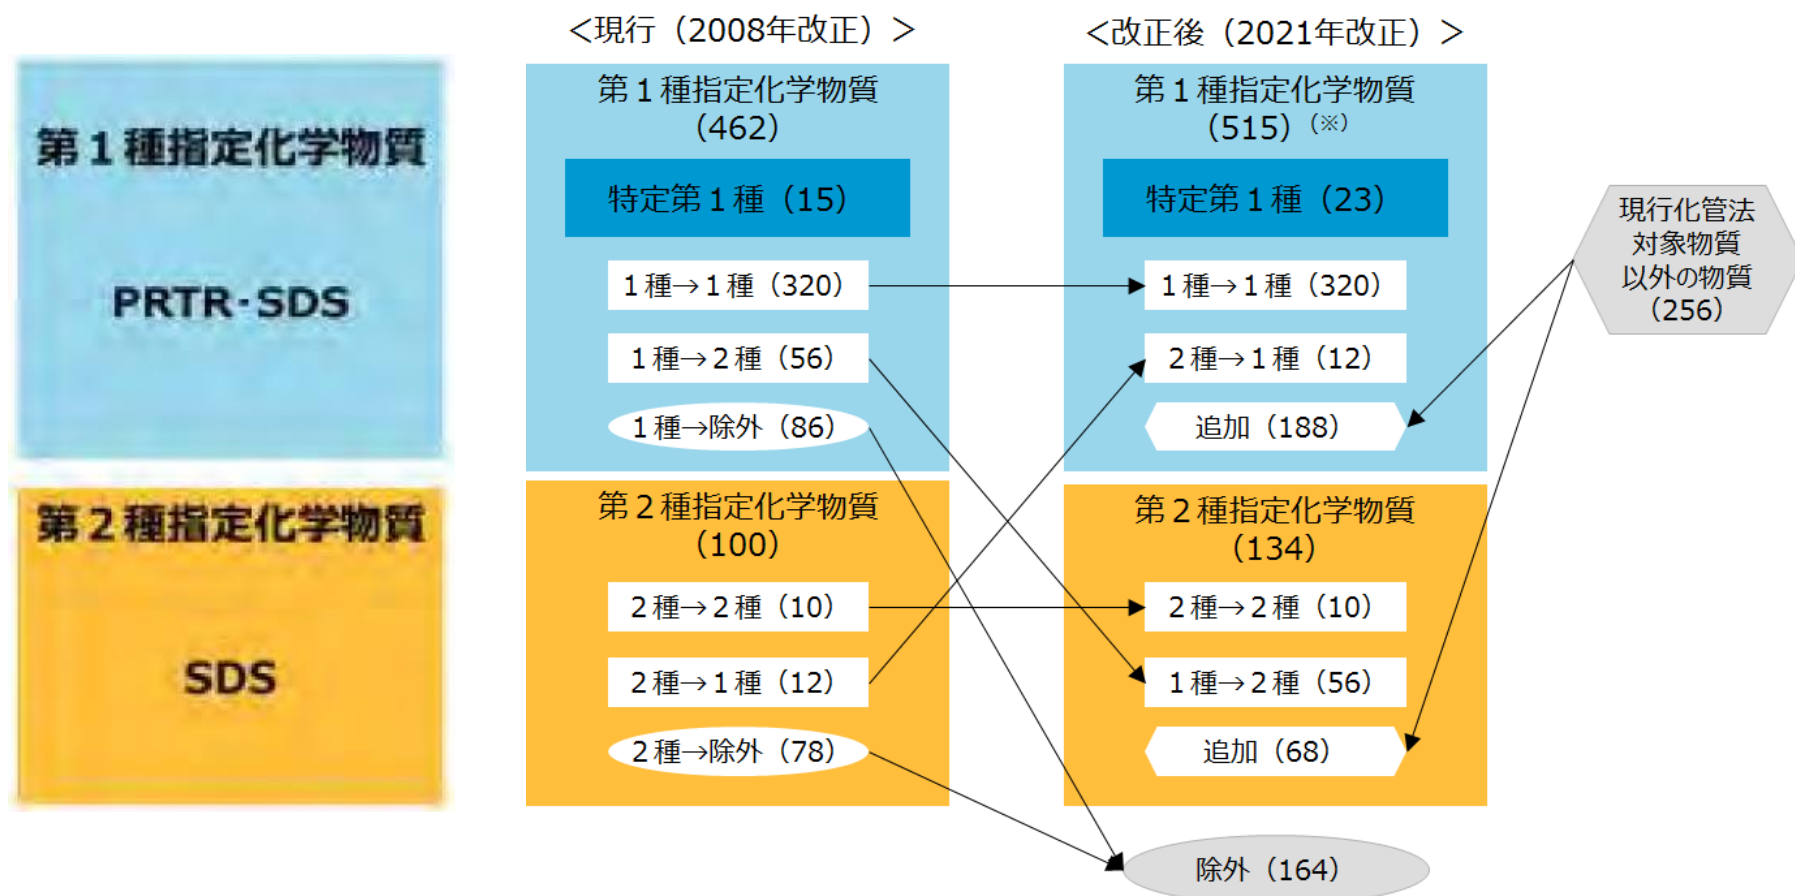 第１種指定化学物質
PRTR･SDS
第２種指定化学物質
SDS
＜現行（2008年改正）＞
第１種指定化学物質
（462）
特定第１種（15）
１種→１種（320）
１種→２種（56）
１種→除外（86）
第２種指定化学物質
（100）
２種→２種（10）
２種→１種（12）
２種→除外（78）
＜改正後（2021年改正）＞
第１種指定化学物質
（515）(※)
特定第１種（23）
１種→１種（320）
２種→１種（12）
追加（188）
第２種指定化学物質
（134）
２種→２種（10）
１種→２種（56）
追加（68）
除外（164）
現行化管法
対象物質
以外の物質
（256）